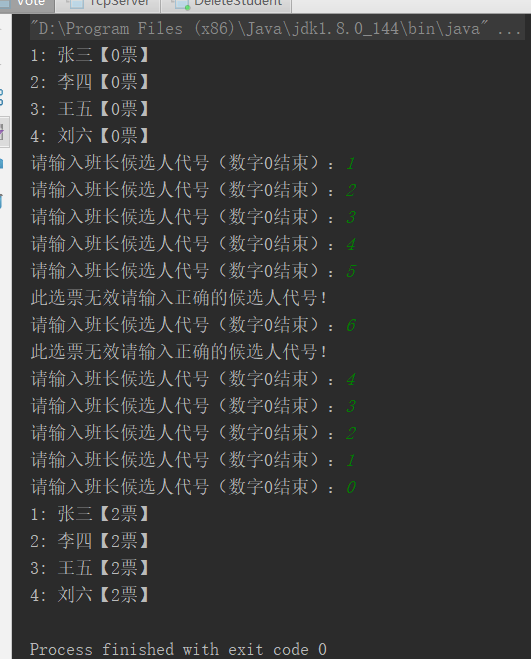 Vote TcpServer DeleteStudent
"D:\Program Files (x86)\Java\jdk1.8.0_144\bin\java" ...
1: 张三【0票】
2: 李四【0票】
3: 王五【0票】
4: 刘六【0票】
请输入班长候选人代号（数字0结束）：1
请输入班长候选人代号（数字0结束）：2
请输入班长候选人代号（数字0结束）：3
请输入班长候选人代号（数字0结束）：4
请输入班长候选人代号（数字0结束）：5
此选票无效请输入正确的候选人代号！
请输入班长候选人代号（数字0结束）：6
此选票无效请输入正确的候选人代号！
请输入班长候选人代号（数字0结束）：4
请输入班长候选人代号（数字0结束）：3
请输入班长候选人代号（数字0结束）：2
请输入班长候选人代号（数字0结束）：1
请输入班长候选人代号（数字0结束）：0
1: 张三【2票】
2: 李四【2票】
3: 王五【2票】
4: 刘六【2票】
Process finished with exit code 0